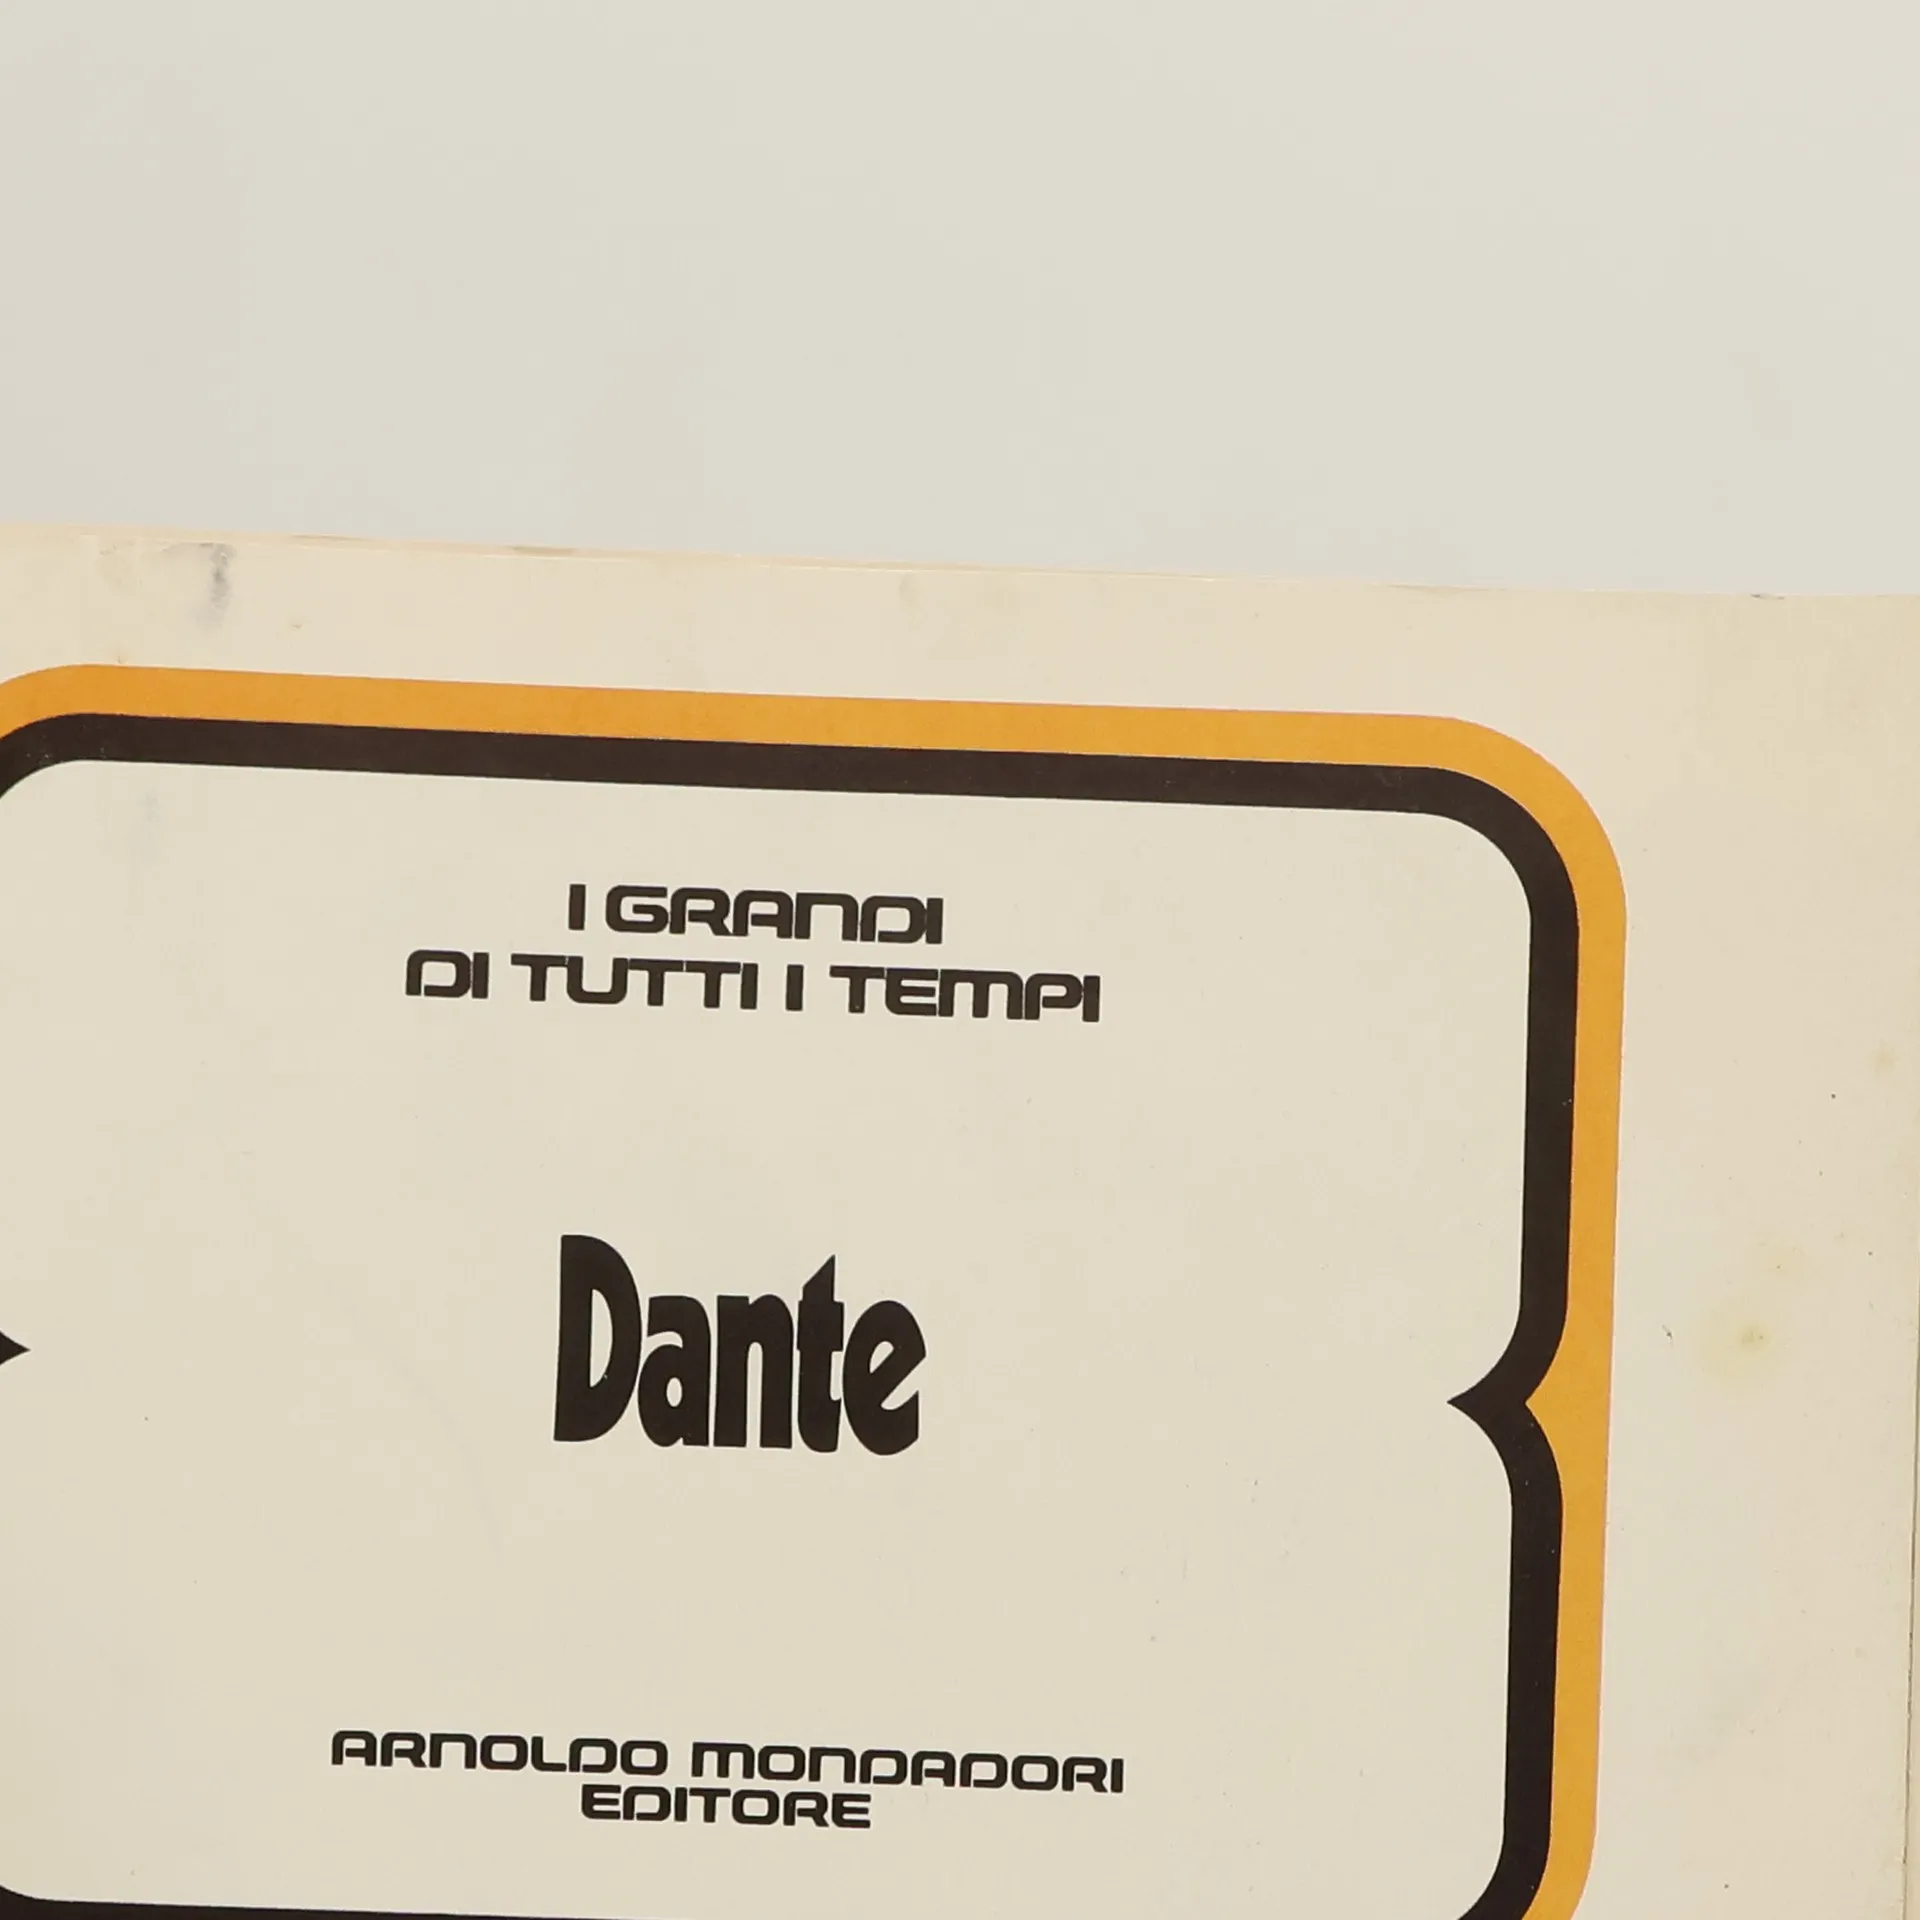 I GRANDI
DI TUTTI I TEMPI
Dante
ARNOLDO MONDADORI
EDITORE